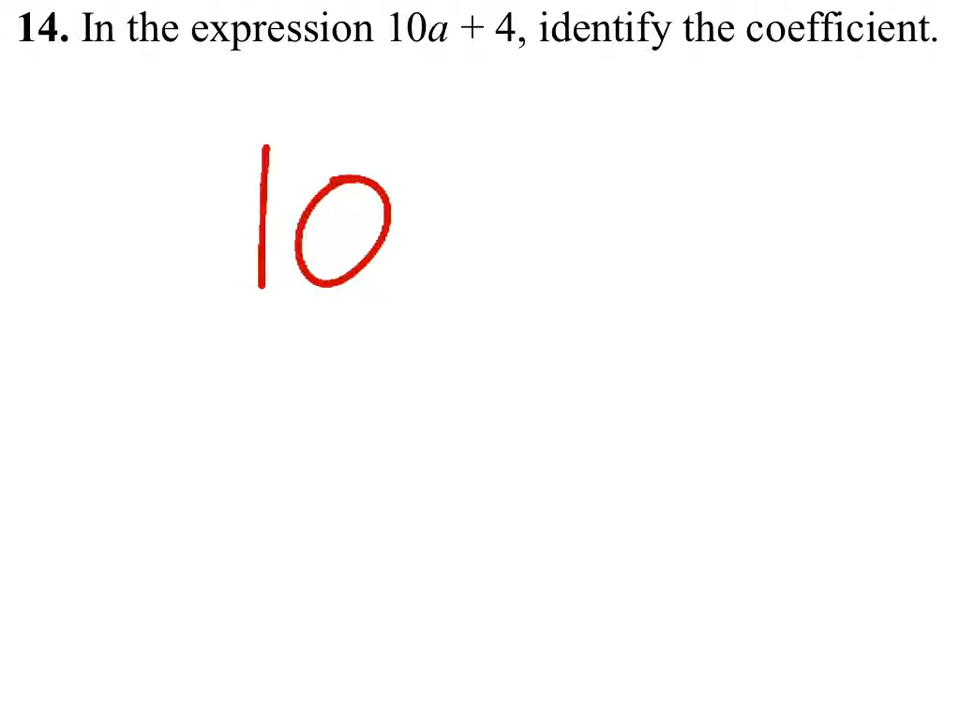 14. In the expression 10a + 4, identify the coefficient.
10